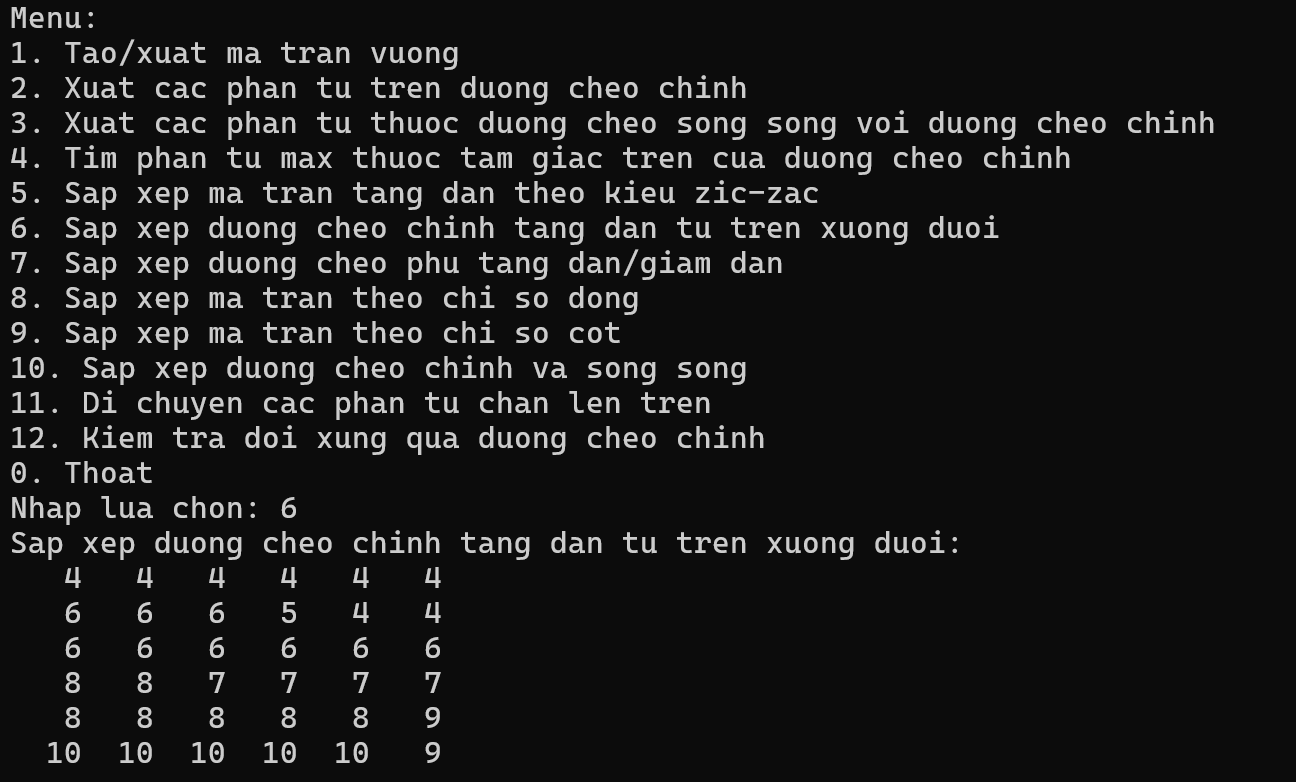 Menu:
1. Tao/xuat ma tran vuong
2. Xuat cac phan tu tren duong cheo chinh
3. Xuat cac phan tu thuoc duong cheo song song voi duong cheo chinh
4. Tim phan tu max thuoc tam giac tren cua duong cheo chinh
5. Sap xep ma tran tang dan theo kieu zic-zac
6. Sap xep duong cheo chinh tang dan tu tren xuong duoi
7. Sap xep duong cheo phu tang dan/giam dan
8. Sap xep ma tran theo chi so dong
9. Sap xep ma tran theo chi so cot
10. Sap xep duong cheo chinh va song song
11. Di chuyen cac phan tu chan len tren
12. Kiem tra doi xung qua duong cheo chinh
0. Thoat
Nhap lua chon: 6
Sap xep duong cheo chinh tang dan tu tren xuong duoi:
   4   4   4   4   4   4
   6   6   6   5   4   4
   6   6   6   6   6   6
   8   8   7   7   7   7
   8   8   8   8   8   9
  10  10  10  10  10   9